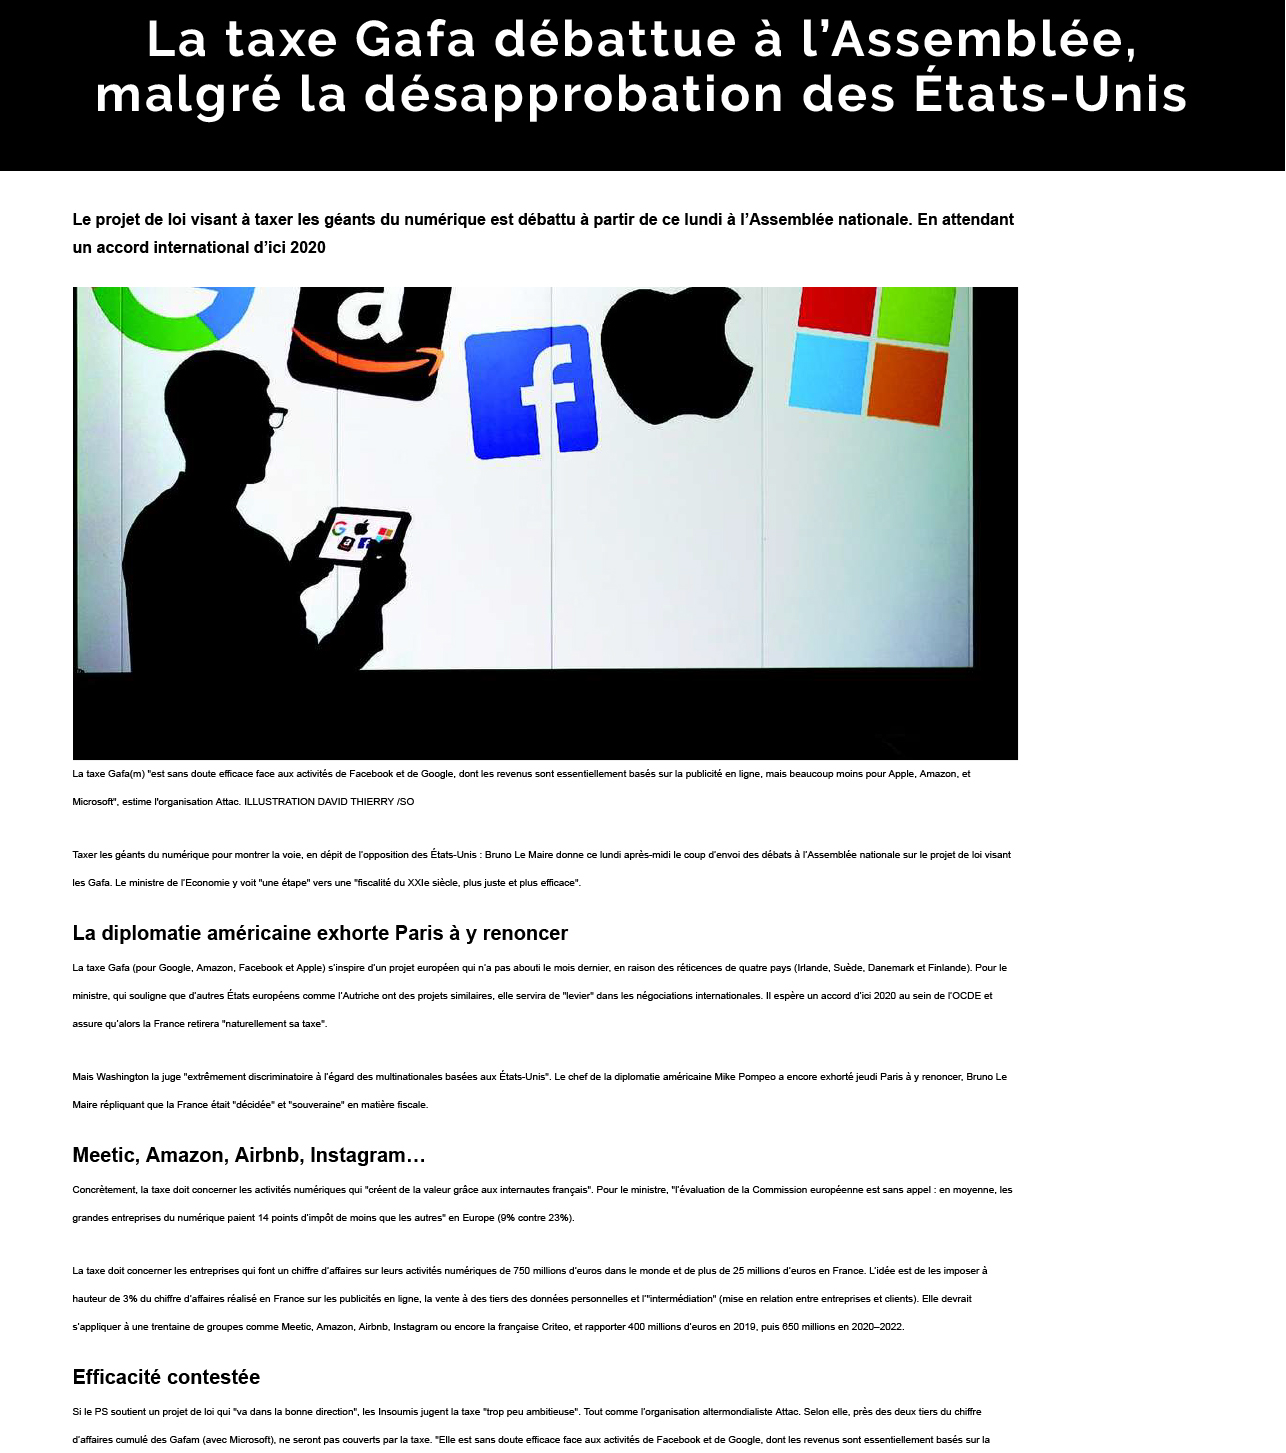 La taxe Gafa débattue à l’Assemblée,
malgré la désapprobation des États-Unis
Le projet de loi visant à taxer les géants du numérique est débattu à partir de ce lundi à l’Assemblée nationale. En attendant
un accord international d’ici 2020
La taxe Gafa(m) "est sans doute efficace face aux activités de Facebook et de Google, dont les revenus sont essentiellement basés sur la publicité en ligne, mais beaucoup moins pour Apple, Amazon, et
Microsoft", estime l'organisation Attac. ILLUSTRATION DAVID THIERRY /SO
Taxer les géants du numérique pour montrer la voie, en dépit de l’opposition des États-Unis : Bruno Le Maire donne ce lundi après-midi le coup d’envoi des débats à l’Assemblée nationale sur le projet de loi visant
les Gafa. Le ministre de l’Economie y voit "une étape" vers une "fiscalité du XXIe siècle, plus juste et plus efficace".
La diplomatie américaine exhorte Paris à y renoncer
La taxe Gafa (pour Google, Amazon, Facebook et Apple) s’inspire d’un projet européen qui n’a pas abouti le mois dernier, en raison des réticences de quatre pays (Irlande, Suède, Danemark et Finlande). Pour le
ministre, qui souligne que d’autres États européens comme l’Autriche ont des projets similaires, elle servira de "levier" dans les négociations internationales. Il espère un accord d’ici 2020 au sein de l’OCDE et
assure qu’alors la France retirera "naturellement sa taxe".
Mais Washington la juge "extrêmement discriminatoire à l’égard des multinationales basées aux États-Unis". Le chef de la diplomatie américaine Mike Pompeo a encore exhorté jeudi Paris à y renoncer, Bruno Le
Maire répliquant que la France était "décidée" et "souveraine" en matière fiscale.
Meetic, Amazon, Airbnb, Instagram…
Concrètement, la taxe doit concerner les activités numériques qui "créent de la valeur grâce aux internautes français". Pour le ministre, "l’évaluation de la Commission européenne est sans appel : en moyenne, les
grandes entreprises du numérique paient 14 points d’impôt de moins que les autres" en Europe (9% contre 23%).
La taxe doit concerner les entreprises qui font un chiffre d’affaires sur leurs activités numériques de 750 millions d’euros dans le monde et de plus de 25 millions d’euros en France. L’idée est de les imposer à
hauteur de 3% du chiffre d’affaires réalisé en France sur les publicités en ligne, la vente à des tiers des données personnelles et l’"intermédiation" (mise en relation entre entreprises et clients). Elle devrait
s’appliquer à une trentaine de groupes comme Meetic, Amazon, Airbnb, Instagram ou encore la française Criteo, et rapporter 400 millions d’euros en 2019, puis 650 millions en 2020–2022.
Efficacité contestée
Si le PS soutient un projet de loi qui "va dans la bonne direction", les Insoumis jugent la taxe "trop peu ambitieuse". Tout comme l’organisation altermondialiste Attac. Selon elle, près des deux tiers du chiffre
d’affaires cumulé des Gafam (avec Microsoft), ne seront pas couverts par la taxe. "Elle est sans doute efficace face aux activités de Facebook et de Google, dont les revenus sont essentiellement basés sur la